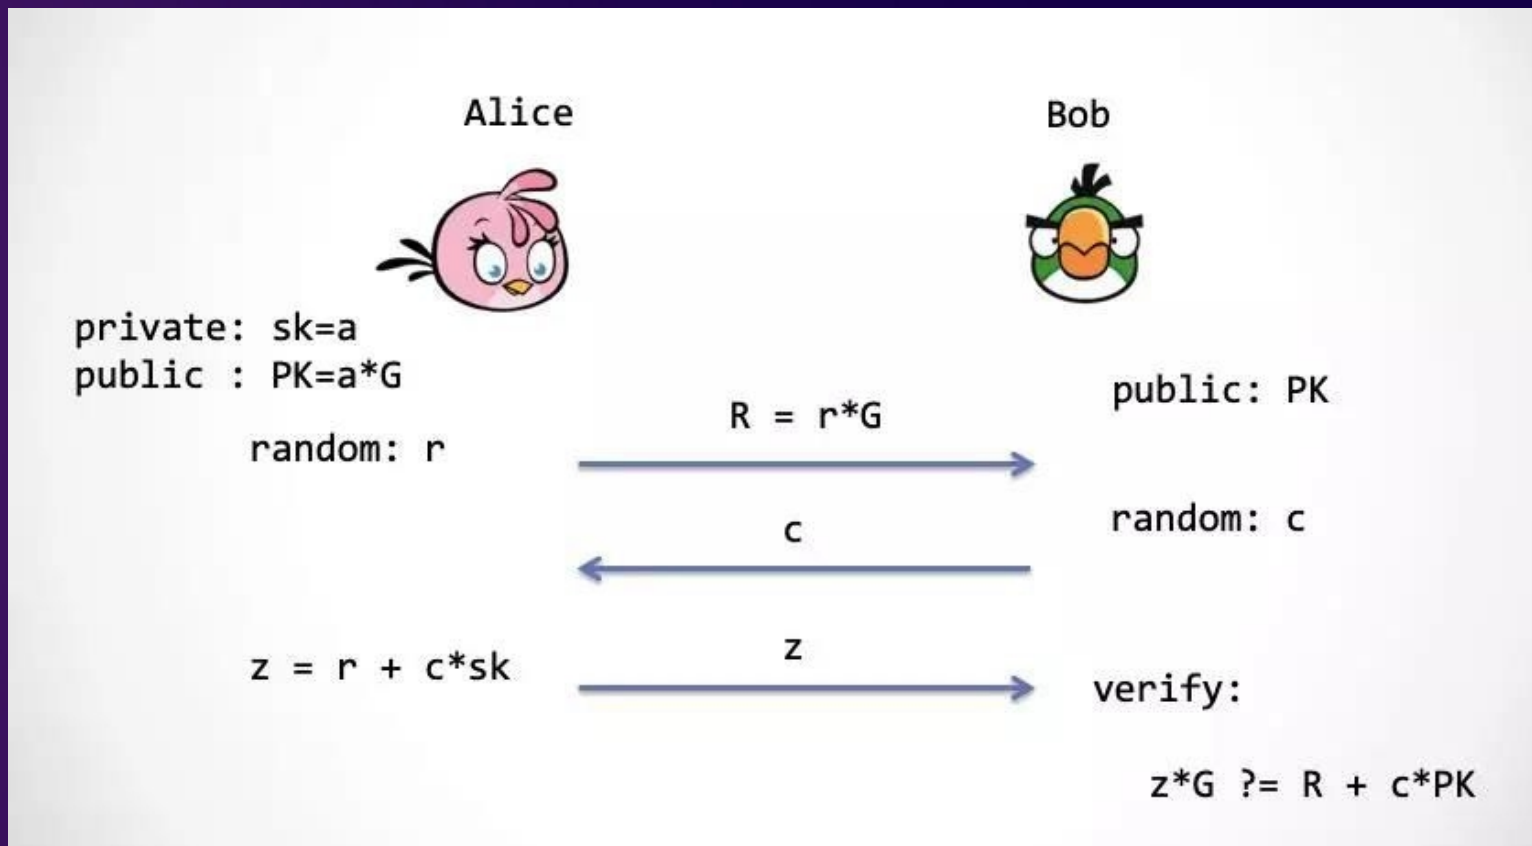 Alice
Bob
private: sk=a
public : PK=a*G
public: PK
R = r*G
random: r
random: c
c
z = r + c*sk
z
verify:
z*G ?= R + c*PK